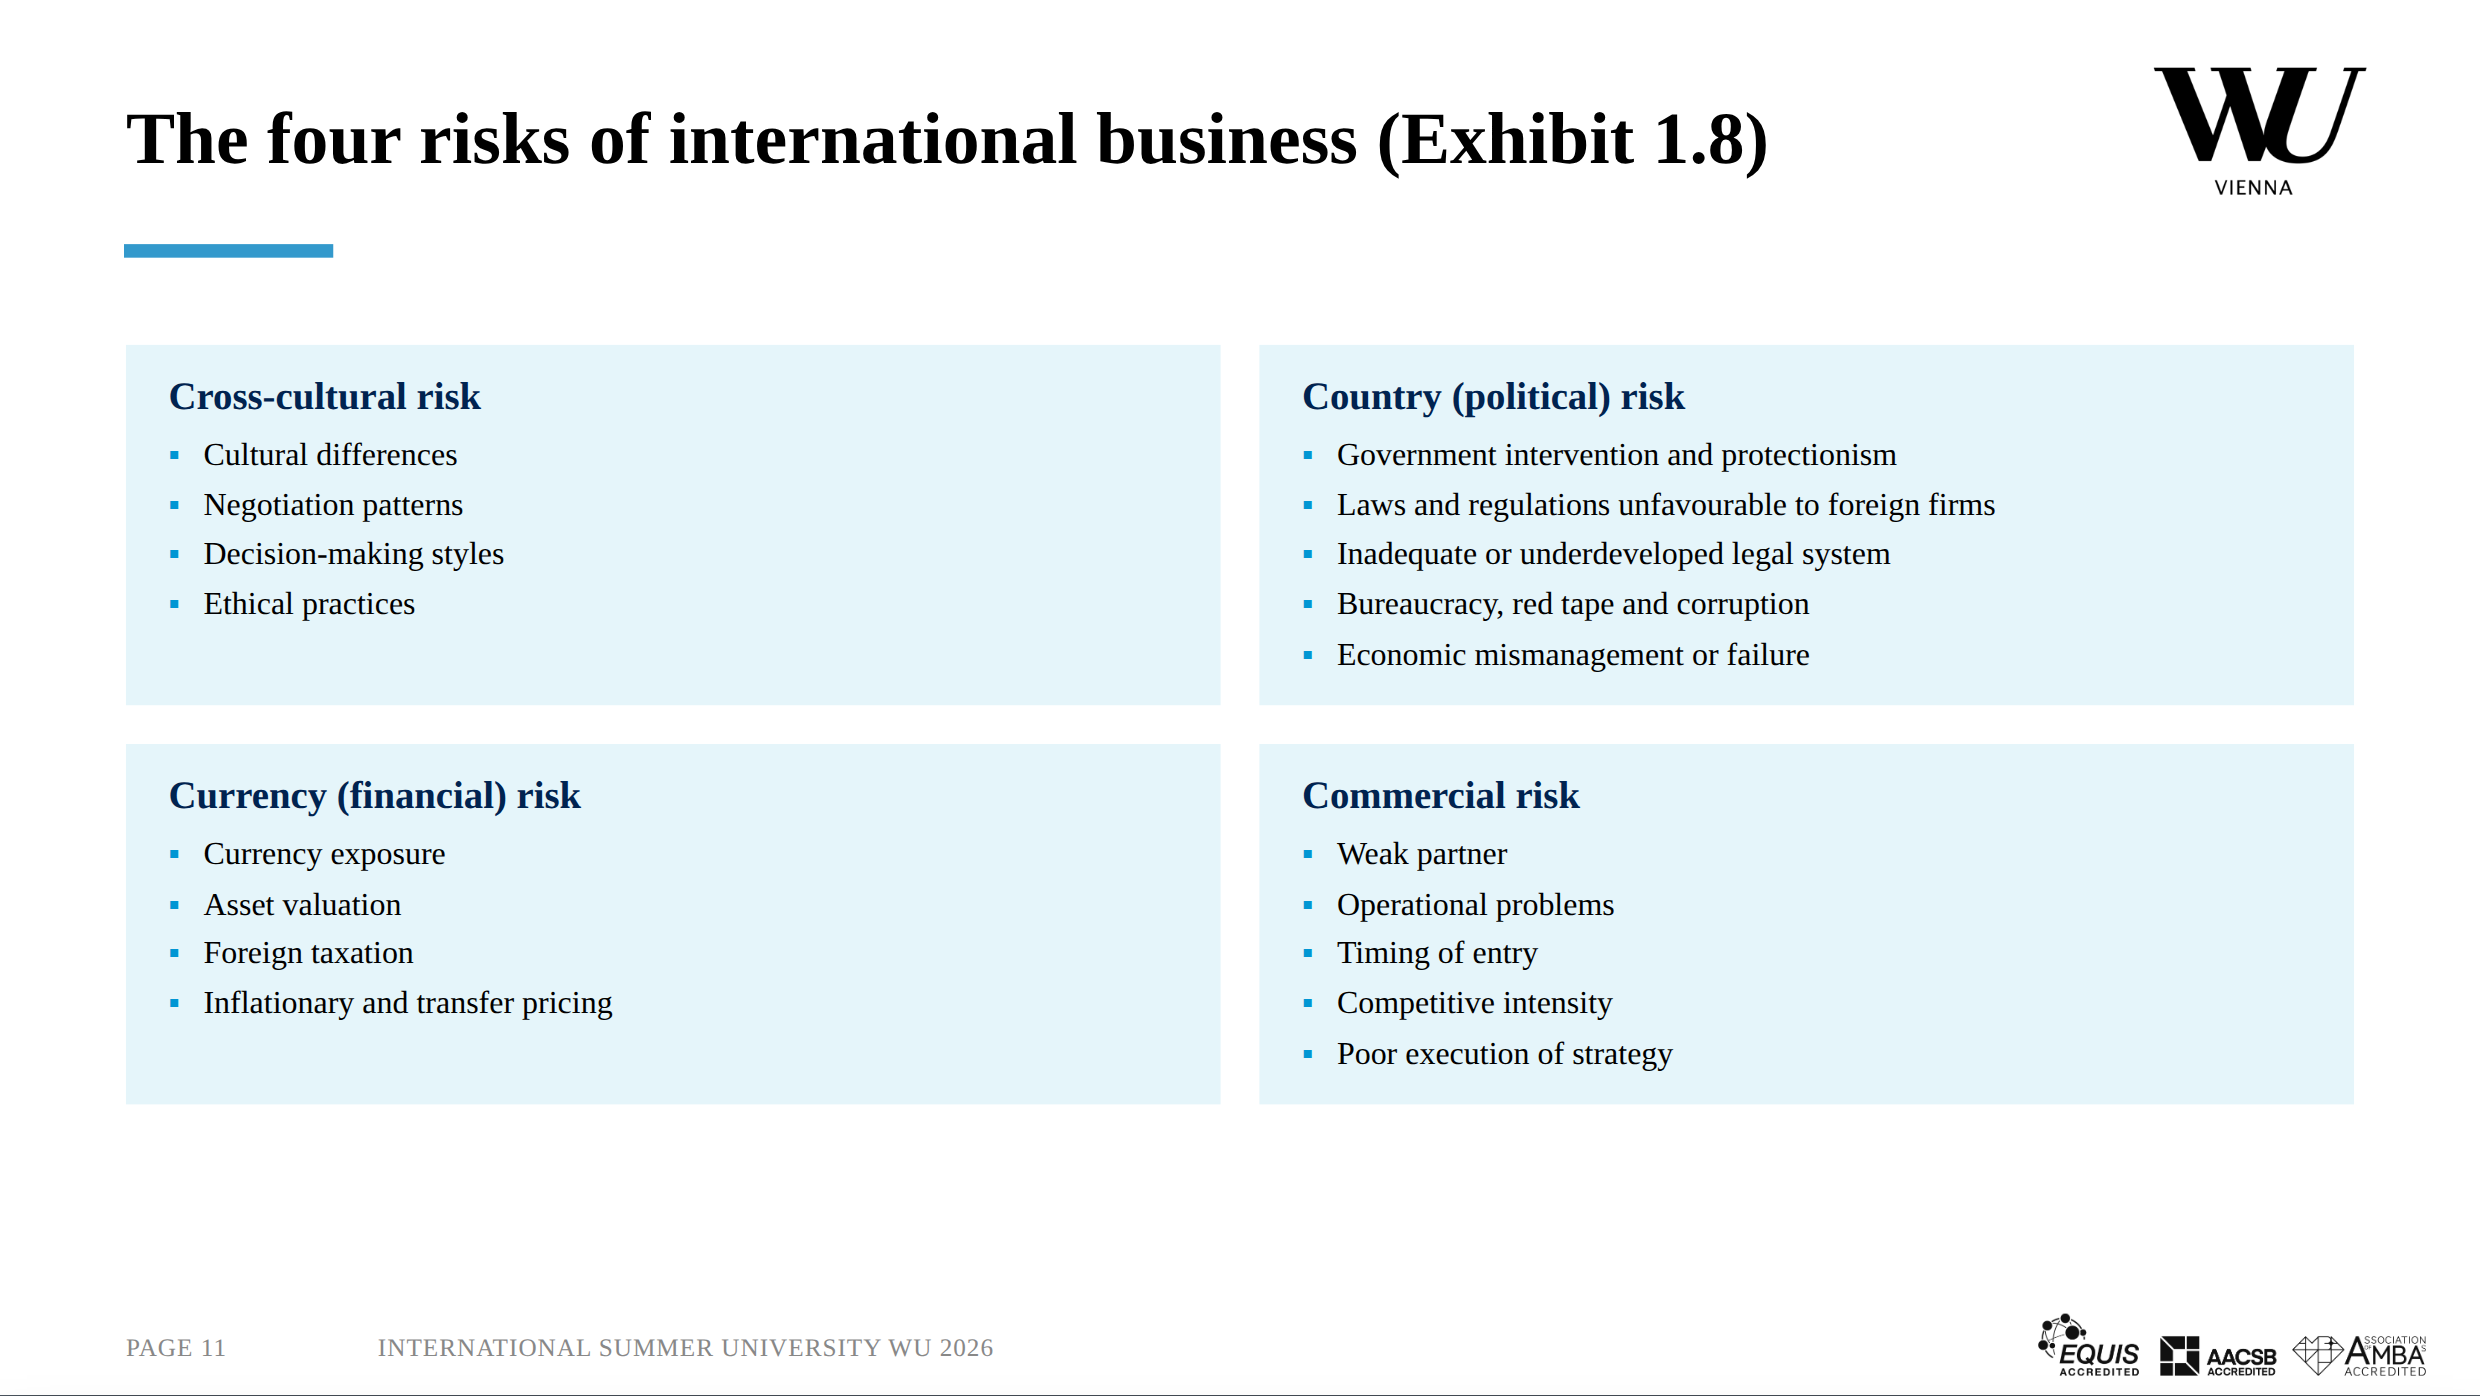 The four risks of international business (Exhibit 1.8)
WU
VIENNA
Cross-cultural risk
▪ Cultural differences
▪ Negotiation patterns
▪ Decision-making styles
▪ Ethical practices
Country (political) risk
▪ Government intervention and protectionism
▪ Laws and regulations unfavourable to foreign firms
▪ Inadequate or underdeveloped legal system
▪ Bureaucracy, red tape and corruption
▪ Economic mismanagement or failure
Currency (financial) risk
▪ Currency exposure
▪ Asset valuation
▪ Foreign taxation
▪ Inflationary and transfer pricing
Commercial risk
▪ Weak partner
▪ Operational problems
▪ Timing of entry
▪ Competitive intensity
▪ Poor execution of strategy
PAGE 11
INTERNATIONAL SUMMER UNIVERSITY WU 2026
EQUIS
ACCREDITED
AACSB
ACCREDITED
ASSOCIATION
OF
AMBAS
ACCREDITED